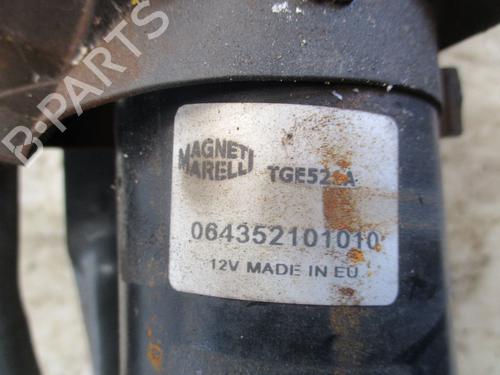 MAGNETI
MARELLI
064352101010
12V MADE IN EU
B-PARTS